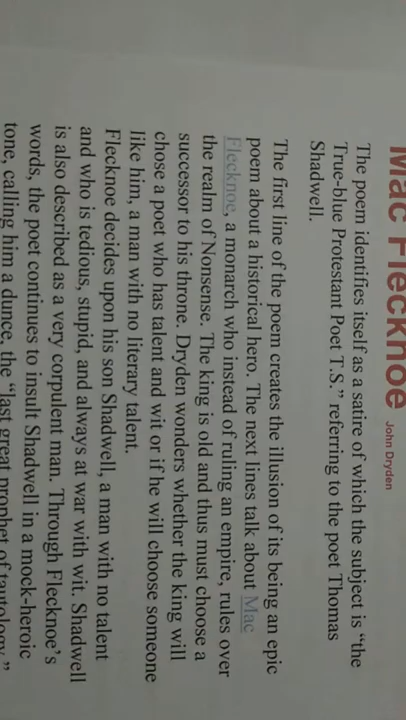 Mac Flecknoe John Dryden
The poem identifies itself as a satire of which the subject is “the
True-blue Protestant Poet T.S.” referring to the poet Thomas
Shadwell.
The first line of the poem creates the illusion of its being an epic
poem about a historical hero. The next lines talk about Mac
Flecknoe, a monarch who instead of ruling an empire, rules over
the realm of Nonsense. The king is old and thus must choose a
successor to his throne. Dryden wonders whether the king will
chose a poet who has talent and wit or if he will choose someone
like him, a man with no literary talent.
Flecknoe decides upon his son Shadwell, a man with no talent
and who is tedious, stupid, and always at war with wit. Shadwell
is also described as a very corpulent man. Through Flecknoe’s
words, the poet continues to insult Shadwell in a mock-heroic
tone, calling him a dunce, the “last great prophet of tautology,”